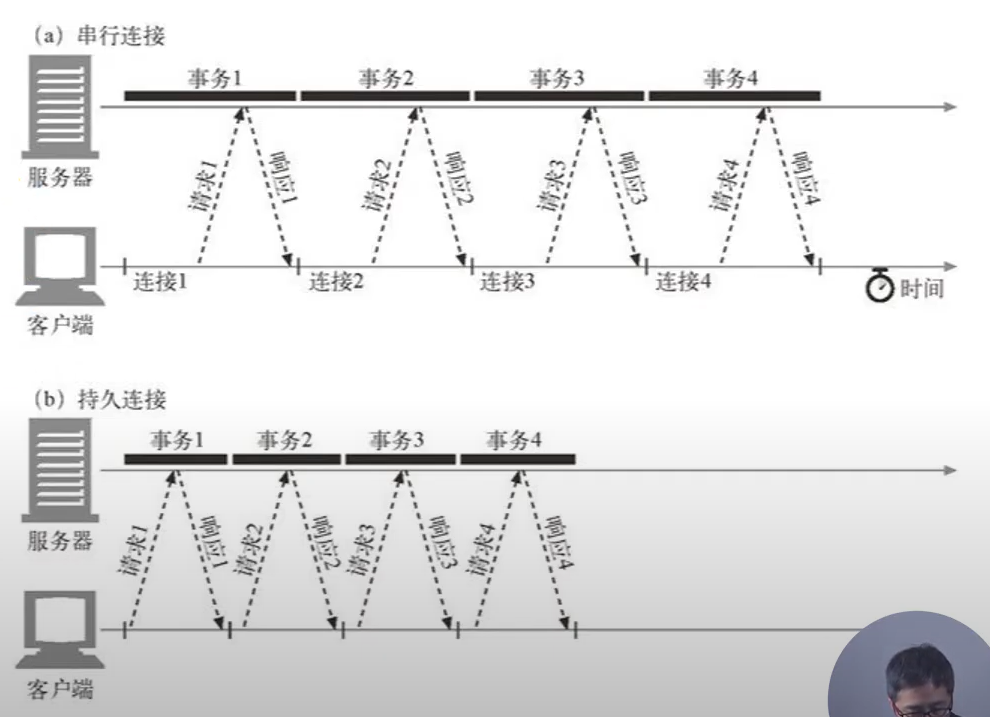 （a）串行连接
事务1
事务2
事务3
事务4
请求1
响应1
请求2
响应2
请求3
响应3
请求4
响应4
服务器
连接1
连接2
连接3
连接4
时间
客户端
（b）持久连接
事务1
事务2
事务3
事务4
请求1
响应1
请求2
响应2
请求3
响应3
请求4
响应4
服务器
客户端